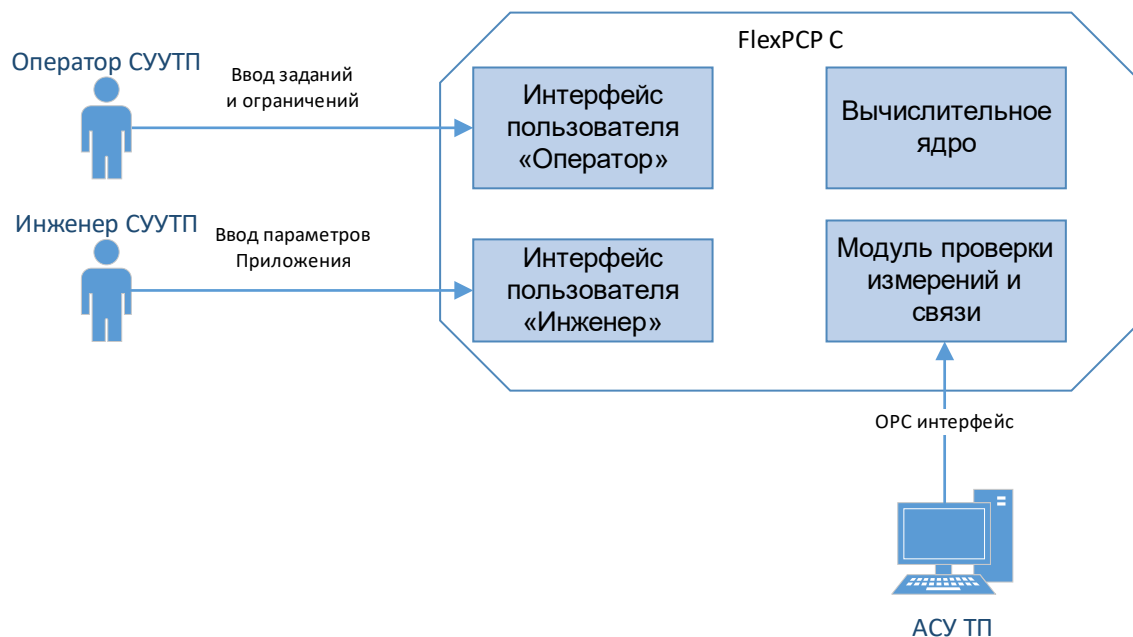 FlexPCP C
Оператор СУУТП
Ввод заданий
и ограничений
Интерфейс
пользователя
«Оператор»
Вычислительное
ядро
Инженер СУУТП
Ввод параметров
Приложения
Интерфейс
пользователя
«Инженер»
Модуль проверки
измерений и
связи
OPC интерфейс
АСУ ТП